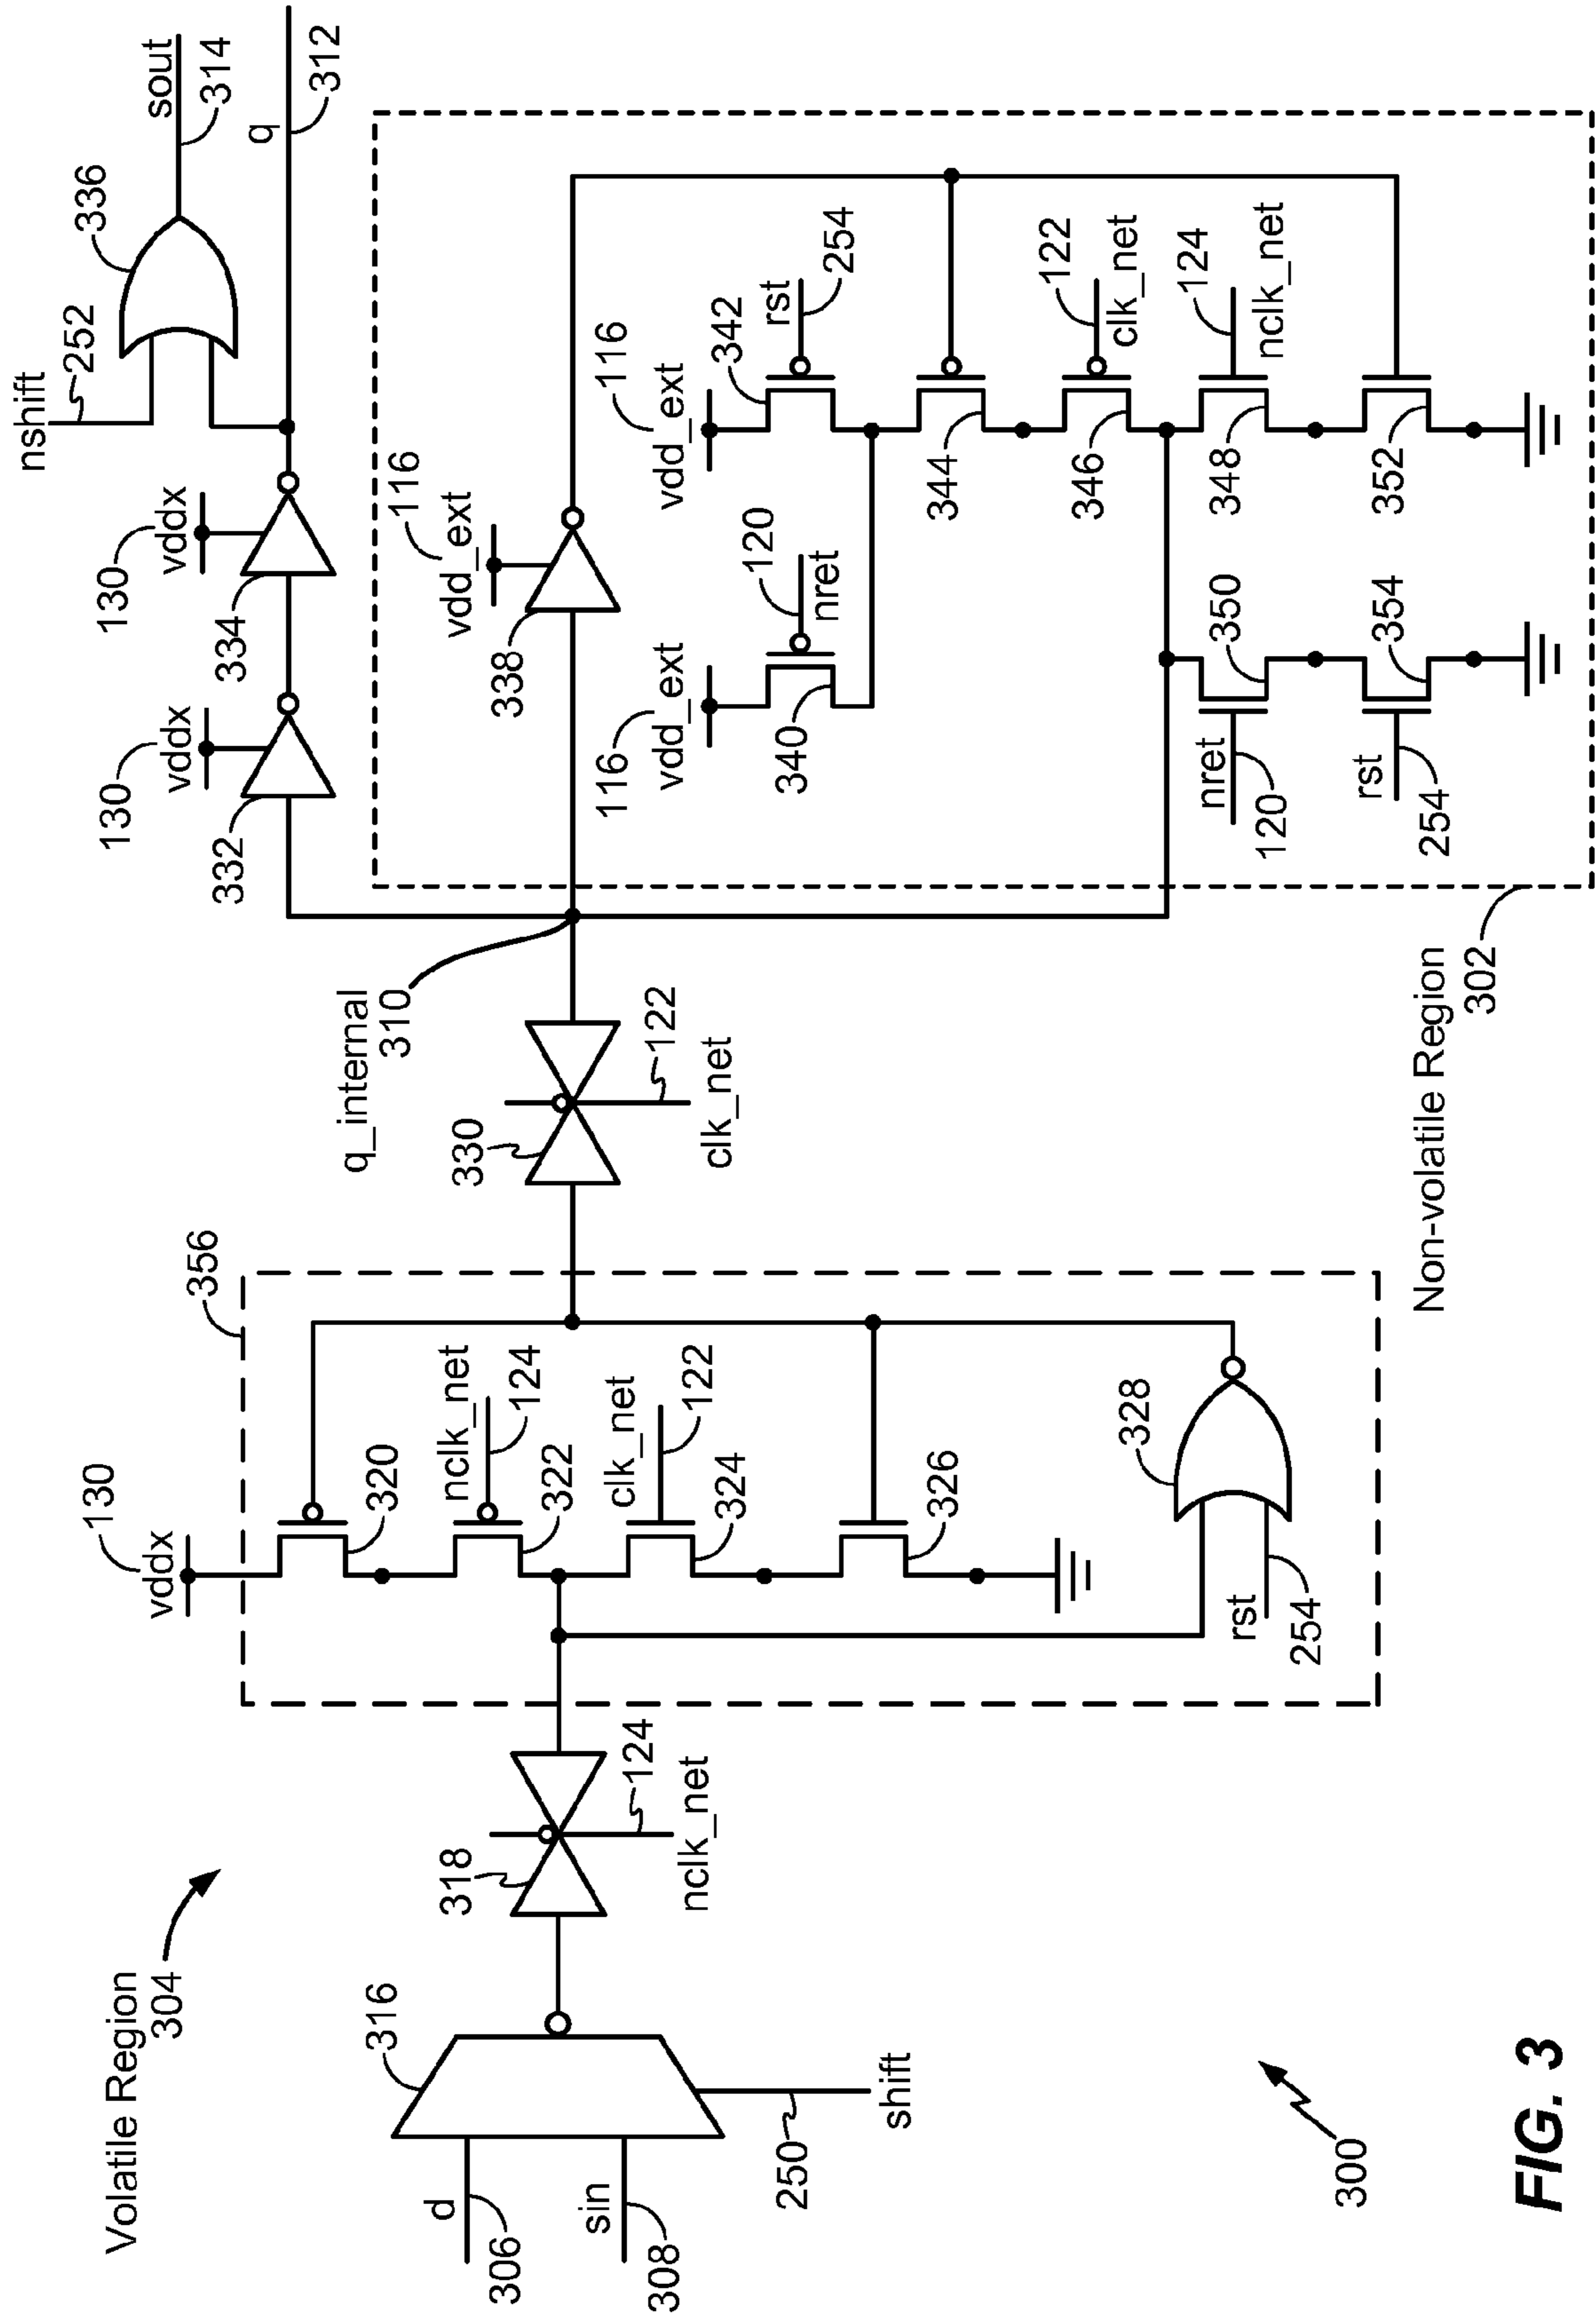 Volatile Region
304
d
306
sin
308
316
250
shift
318
124
nclk_net
356
130
vddx
320
nclk_net
124
322
clk_net
122
324
326
328
rst
254
q_internal
310
330
122
clk_net
130
vddx
332
130
vddx
334
nshift
252
336
sout
314
q
312
116
vdd_ext
338
116
vdd_ext
340
120
nret
116
vdd_ext
342
rst
254
344
122
clk_net
346
124
nclk_net
348
352
nret
120
350
rst
254
354
Non-volatile Region
302
300
FIG. 3